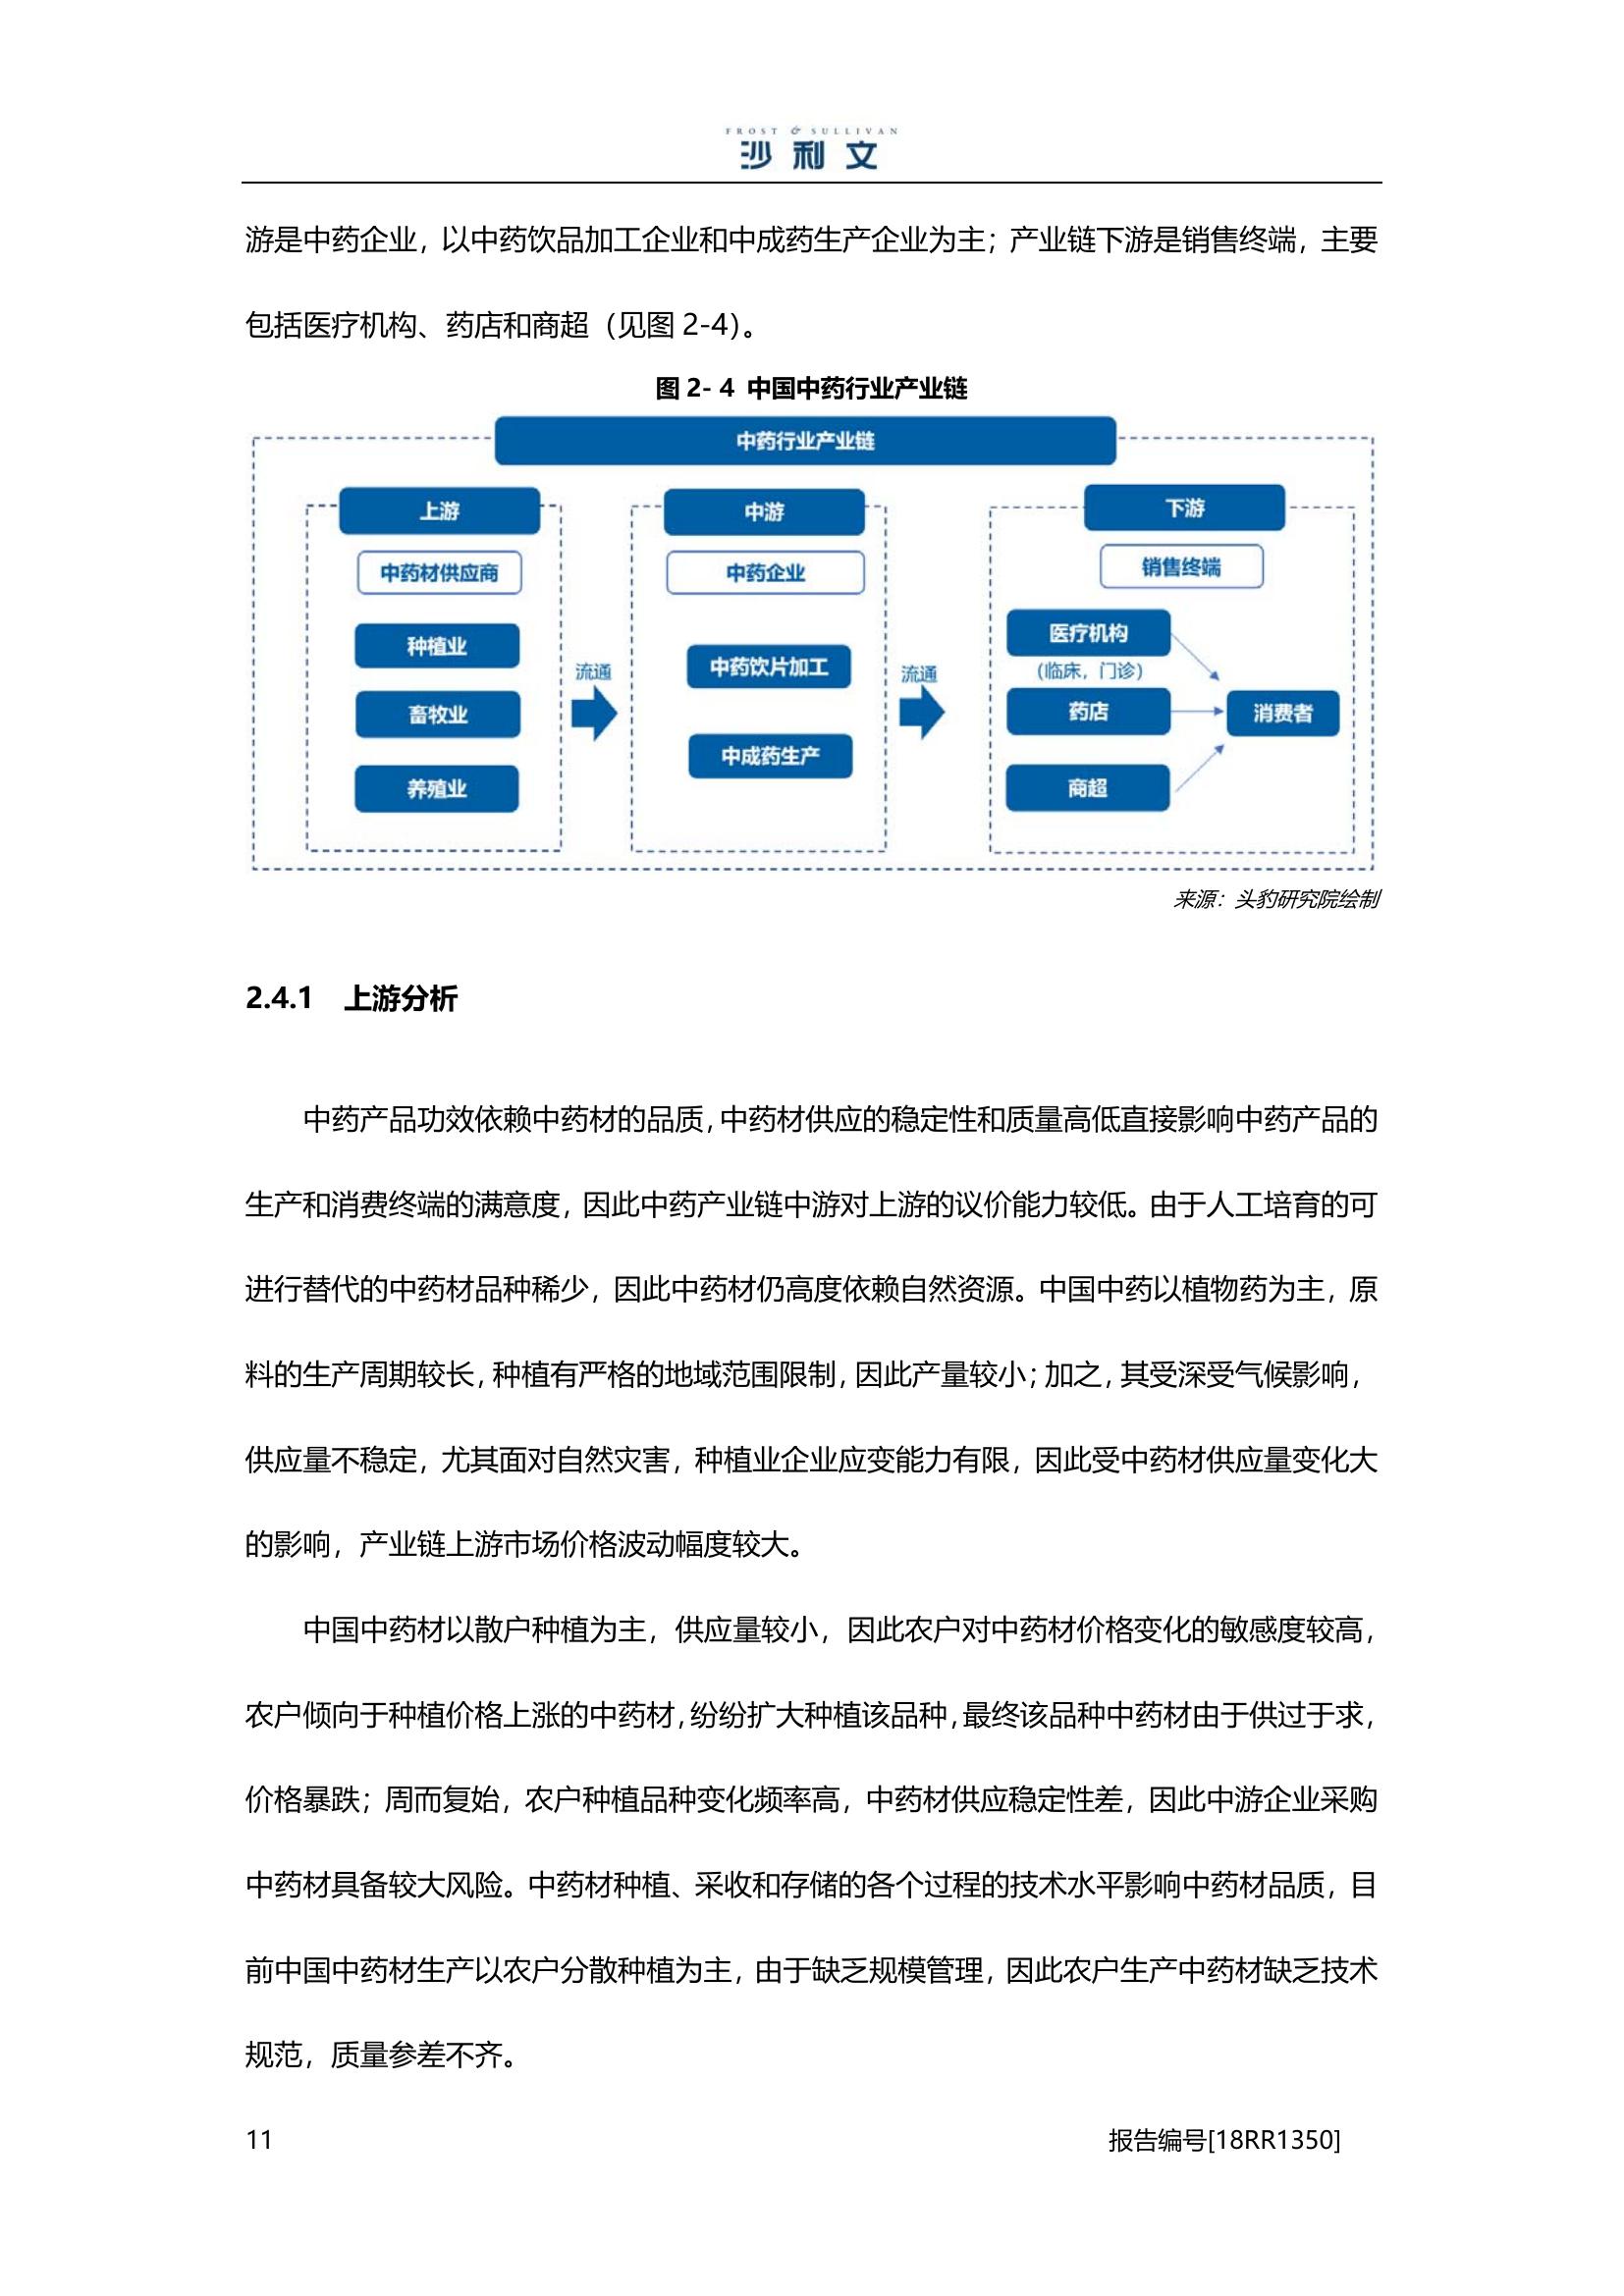 FROST & SULLIVAN
沙利文
游是中药企业，以中药饮品加工企业和中成药生产企业为主；产业链下游是销售终端，主要
包括医疗机构、药店和商超（见图 2-4）。
图 2- 4 中国中药行业产业链
中药行业产业链
上游
中药材供应商
种植业
畜牧业
养殖业
流通
中游
中药企业
中药饮片加工
中成药生产
流通
下游
销售终端
医疗机构
（临床，门诊）
药店
商超
消费者
来源：头豹研究院绘制
2.4.1 上游分析
中药产品功效依赖中药材的品质，中药材供应的稳定性和质量高低直接影响中药产品的
生产和消费终端的满意度，因此中药产业链中游对上游的议价能力较低。由于人工培育的可
进行替代的中药材品种稀少，因此中药材仍高度依赖自然资源。中国中药以植物药为主，原
料的生产周期较长，种植有严格的地域范围限制，因此产量较小；加之，其受深受气候影响，
供应量不稳定，尤其面对自然灾害，种植业企业应变能力有限，因此受中药材供应量变化大
的影响，产业链上游市场价格波动幅度较大。
中国中药材以散户种植为主，供应量较小，因此农户对中药材价格变化的敏感度较高，
农户倾向于种植价格上涨的中药材，纷纷扩大种植该品种，最终该品种中药材由于供过于求，
价格暴跌；周而复始，农户种植品种变化频率高，中药材供应稳定性差，因此中游企业采购
中药材具备较大风险。中药材种植、采收和存储的各个过程的技术水平影响中药材品质，目
前中国中药材生产以农户分散种植为主，由于缺乏规模管理，因此农户生产中药材缺乏技术
规范，质量参差不齐。
11
报告编号[18RR1350]